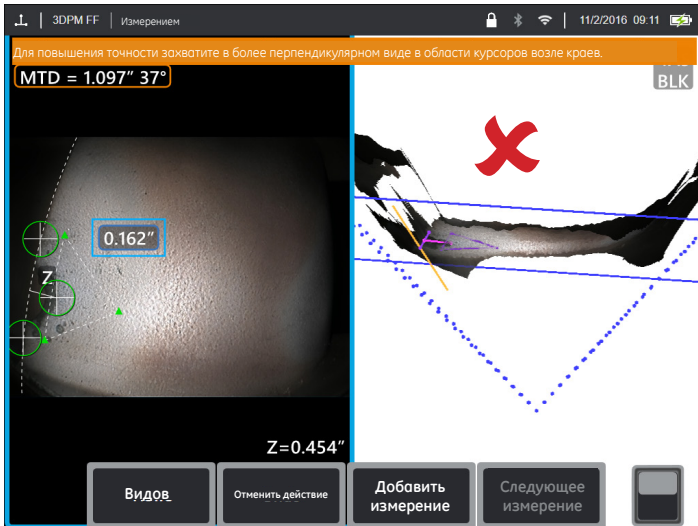 3DPM FF
Измерением
11/2/2016 09:11
Для повышения точности захватите в более перпендикулярном виде в области курсоров возле краев.
MTD = 1.097" 37°
BLK
0.162"
Z
Z=0.454"
Видов
Отменить действие
Добавить
измерение
Следующее
измерение